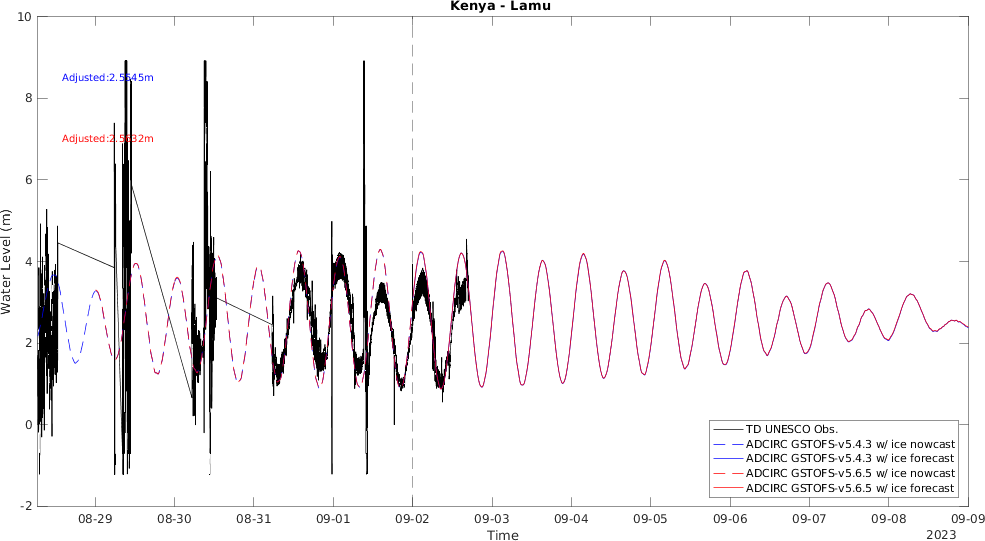 Kenya - Lamu
Water Level (m)
10
8
6
4
2
0
-2
Adjusted:2.5645m
Adjusted:2.5632m
TD UNESCO Obs.
ADCIRC GSTOFS-v5.4.3 w/ ice nowcast
ADCIRC GSTOFS-v5.4.3 w/ ice forecast
ADCIRC GSTOFS-v5.6.5 w/ ice nowcast
ADCIRC GSTOFS-v5.6.5 w/ ice forecast
08-29 08-30 08-31 09-01 09-02 09-03 09-04 09-05 09-06 09-07 09-08 09-09
Time
2023